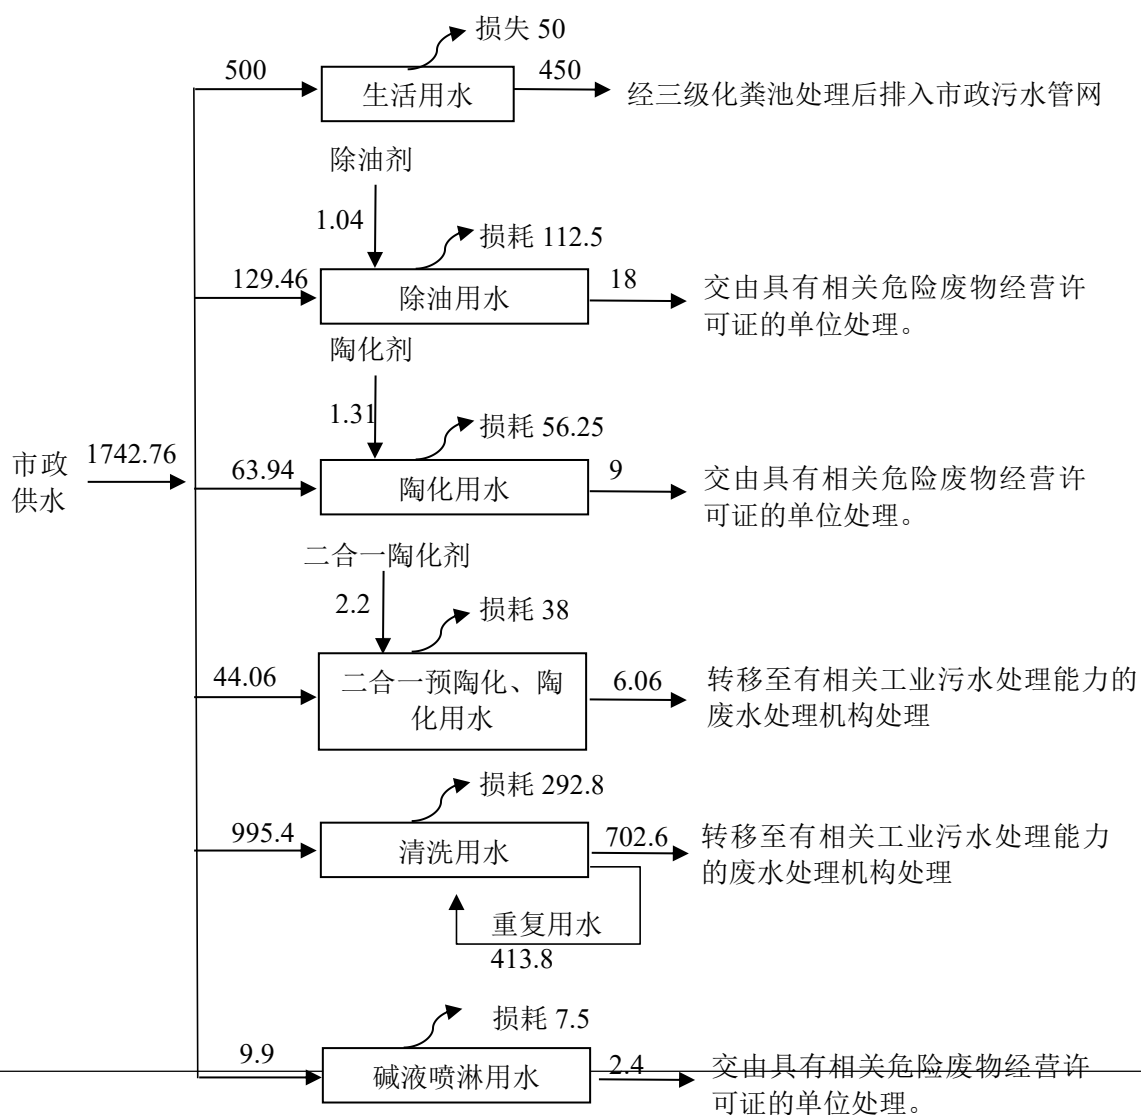 损失 50
500
450
生活用水
经三级化粪池处理后排入市政污水管网
除油剂
1.04
损耗 112.5
129.46
18
除油用水
交由具有相关危险废物经营许
可证的单位处理。
陶化剂
1.31
损耗 56.25
市政
供水
1742.76
63.94
9
陶化用水
交由具有相关危险废物经营许
可证的单位处理。
二合一陶化剂
2.2
损耗 38
44.06
6.06
二合一预陶化、陶
化用水
转移至有相关工业污水处理能力的
废水处理机构处理
损耗 292.8
995.4
702.6
清洗用水
转移至有相关工业污水处理能力
的废水处理机构处理
重复用水
413.8
损耗 7.5
9.9
2.4
碱液喷淋用水
交由具有相关危险废物经营许
可证的单位处理。